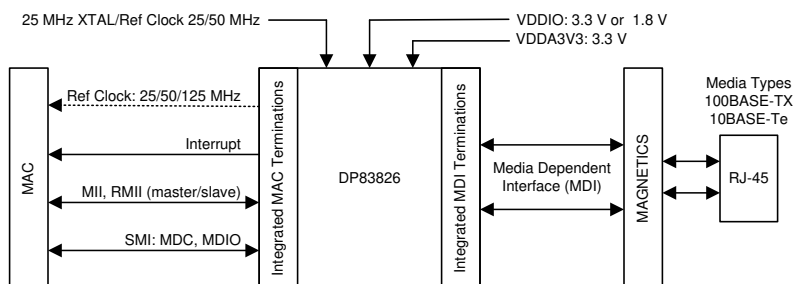 25 MHz XTAL/Ref Clock 25/50 MHz
VDDIO: 3.3 V or 1.8 V
VDDA3V3: 3.3 V
MAC
Ref Clock: 25/50/125 MHz
Interrupt
MII, RMII (master/slave)
SMI: MDC, MDIO
Integrated MAC Terminations
DP83826
Integrated MDI Terminations
Media Dependent
Interface (MDI)
MAGNETICS
Media Types
100BASE-TX
10BASE-Te
RJ-45